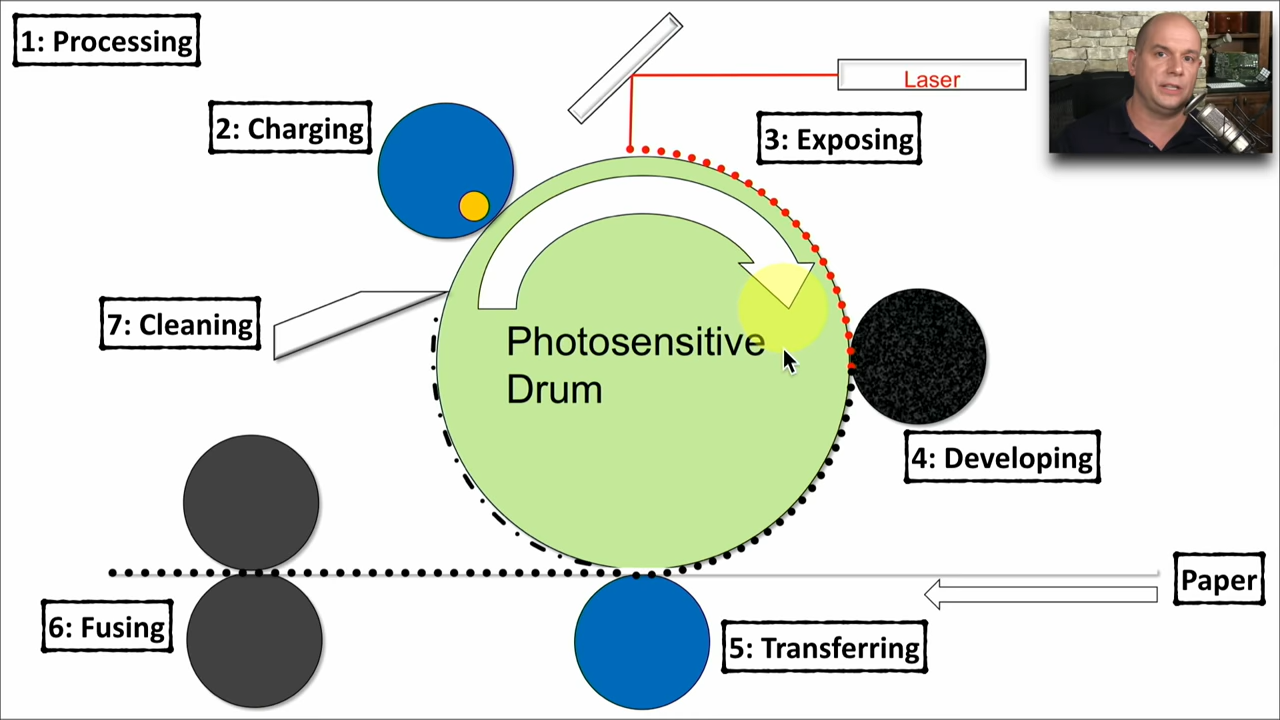 1: Processing
Laser
2: Charging
3: Exposing
7: Cleaning
Photosensitive
Drum
4: Developing
Paper
6: Fusing
5: Transferring